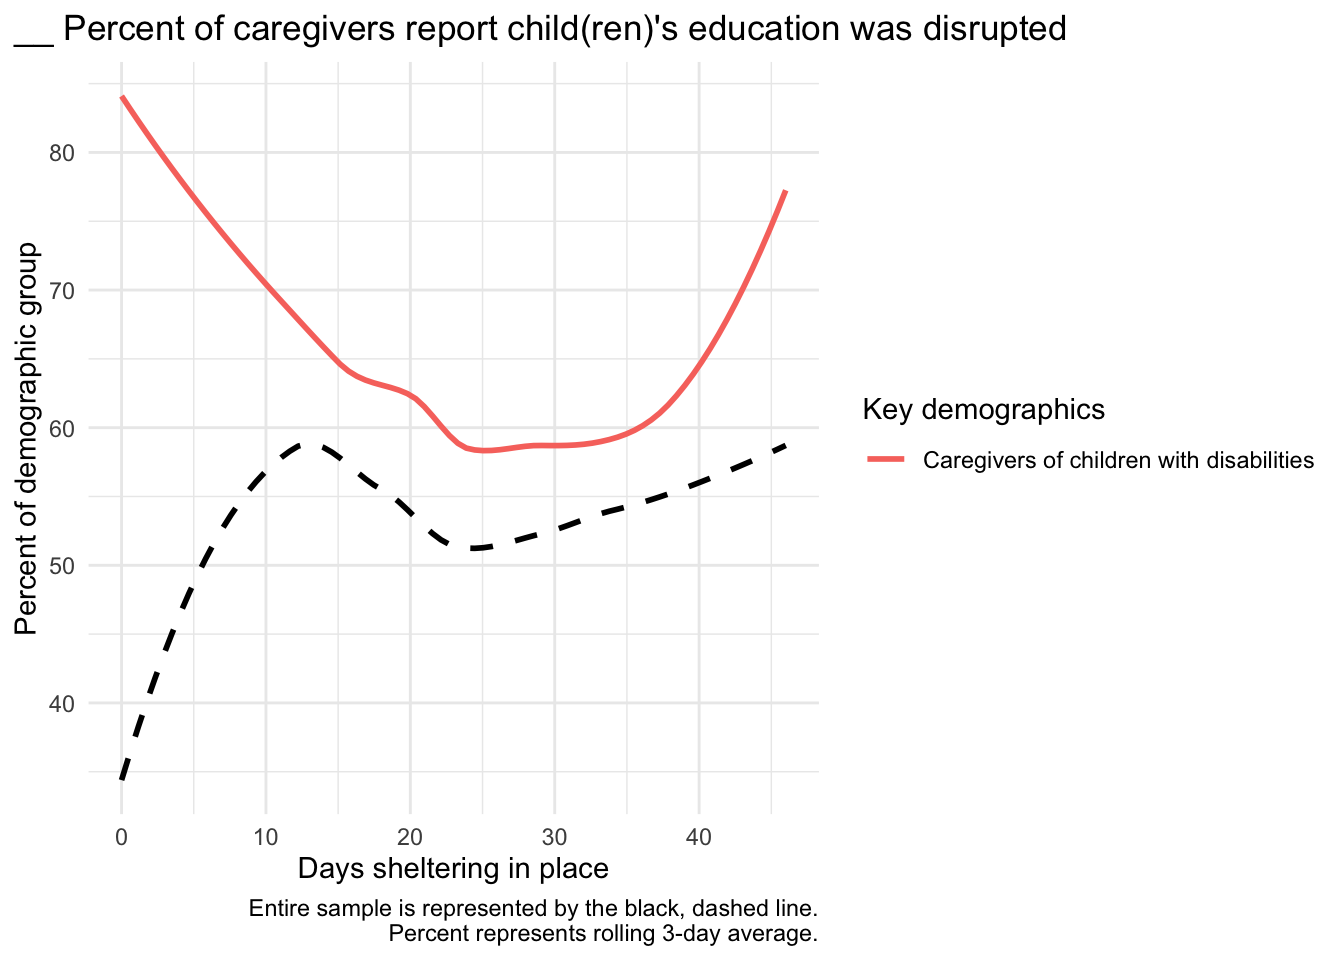 __ Percent of caregivers report child(ren)'s education was disrupted
80
70
60
50
40
Percent of demographic group
0 10 20 30 40
Days sheltering in place
Key demographics
Caregivers of children with disabilities
Entire sample is represented by the black, dashed line.
Percent represents rolling 3-day average.